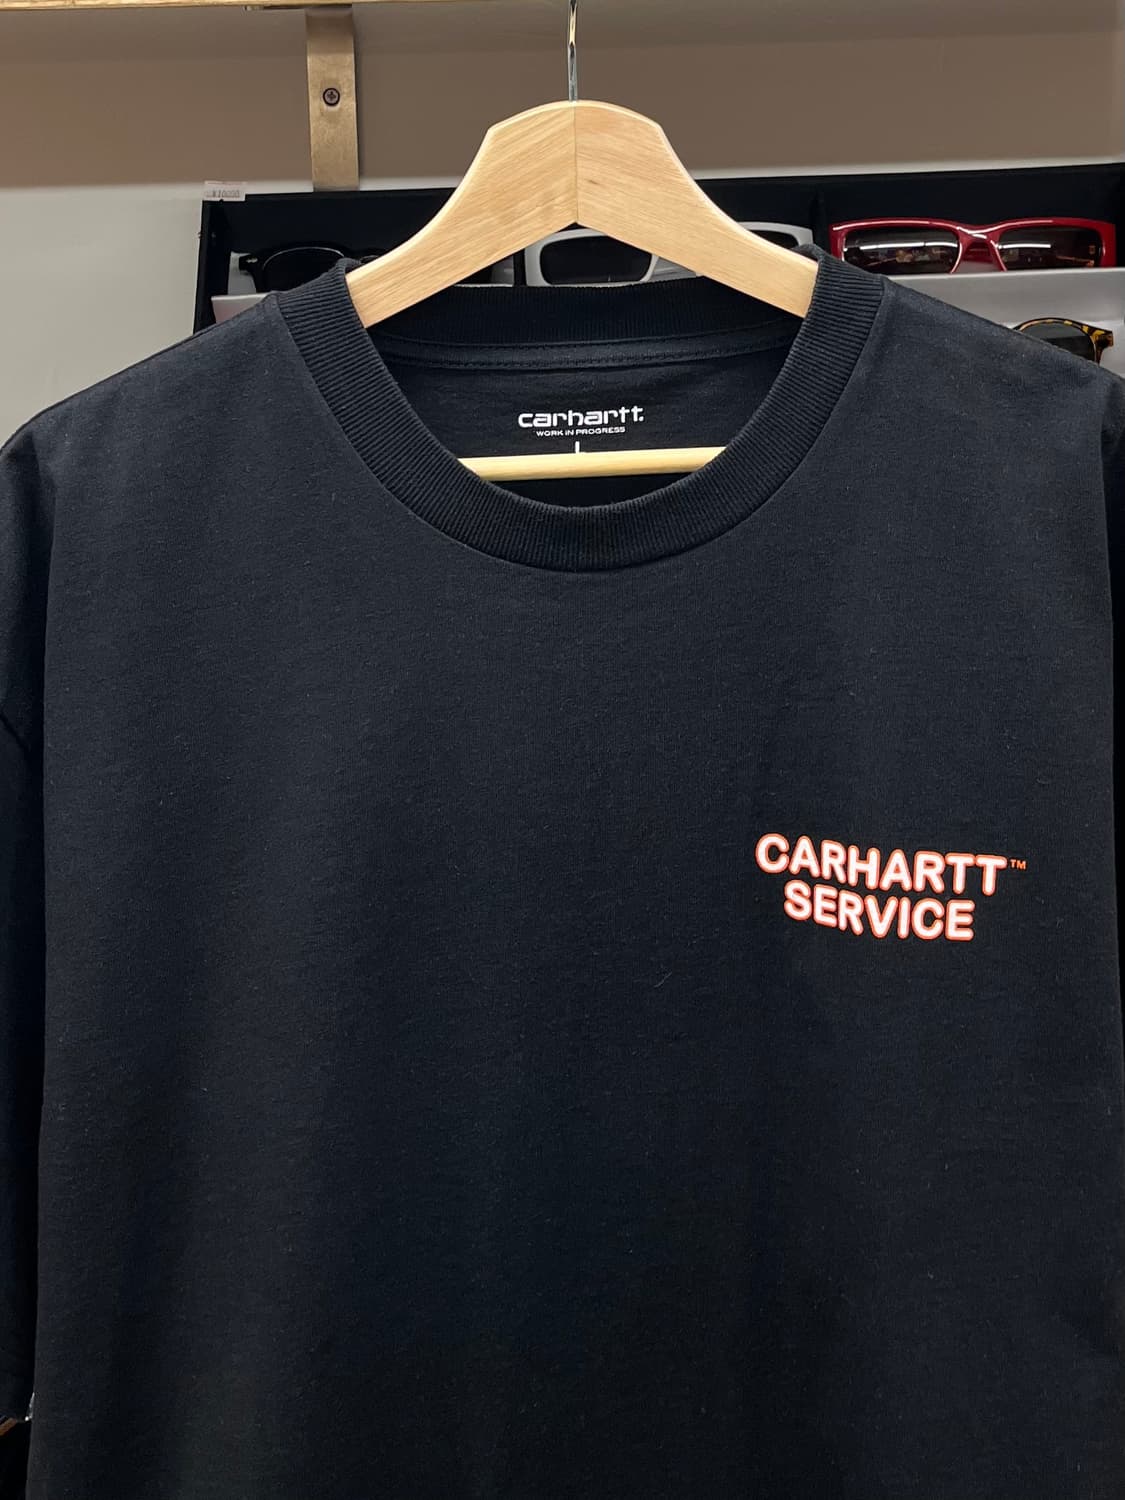 carhartt.
WORK IN PROGRESS
L
CARHARTT™
SERVICE